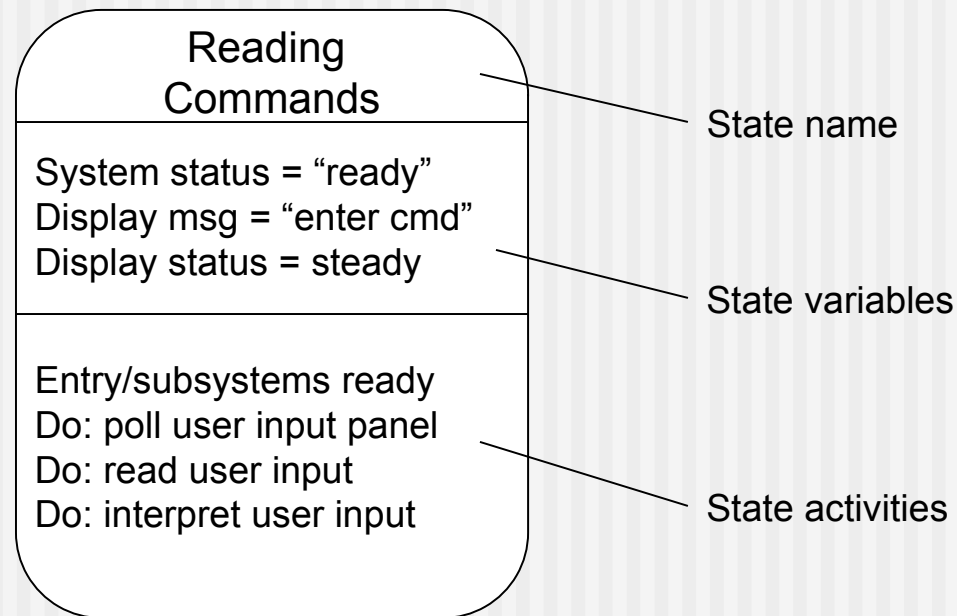 Reading
Commands
State name
System status = “ready”
Display msg = “enter cmd”
Display status = steady
State variables
Entry/subsystems ready
Do: poll user input panel
Do: read user input
Do: interpret user input
State activities